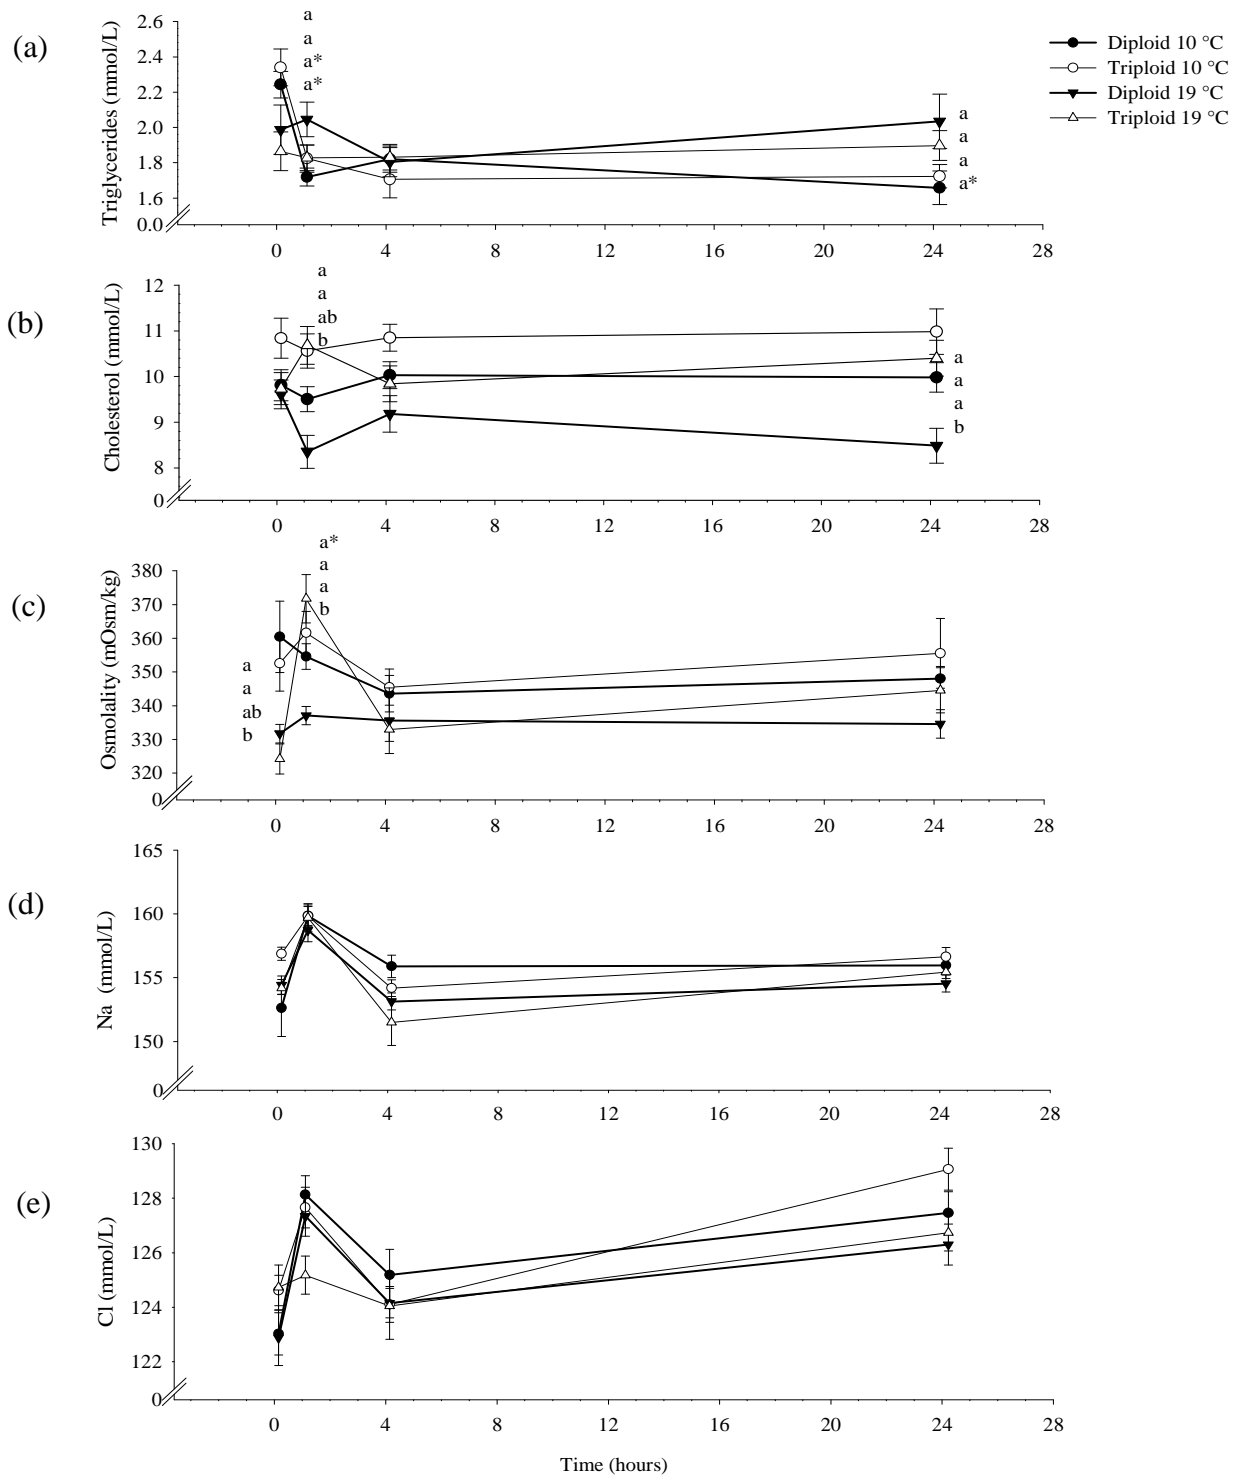 (a)
Triglycerides (mmol/L)
2.6
2.4
2.2
2.0
1.8
1.6
0.0
a
a
a*
a*
a
a
a
a*
0 4 8 12 16 20 24 28
Diploid 10 °C
Triploid 10 °C
Diploid 19 °C
Triploid 19 °C
(b)
Cholesterol (mmol/L)
12
11
10
9
8
0
a
a
ab
b
a
a
a
b
0 4 8 12 16 20 24 28
(c)
Osmolality (mOsm/kg)
380
370
360
350
340
330
320
0
a
a
ab
b
a*
a
a
b
0 4 8 12 16 20 24 28
(d)
Na (mmol/L)
165
160
155
150
0
0 4 8 12 16 20 24 28
(e)
Cl (mmol/L)
130
128
126
124
122
0
0 4 8 12 16 20 24 28
Time (hours)